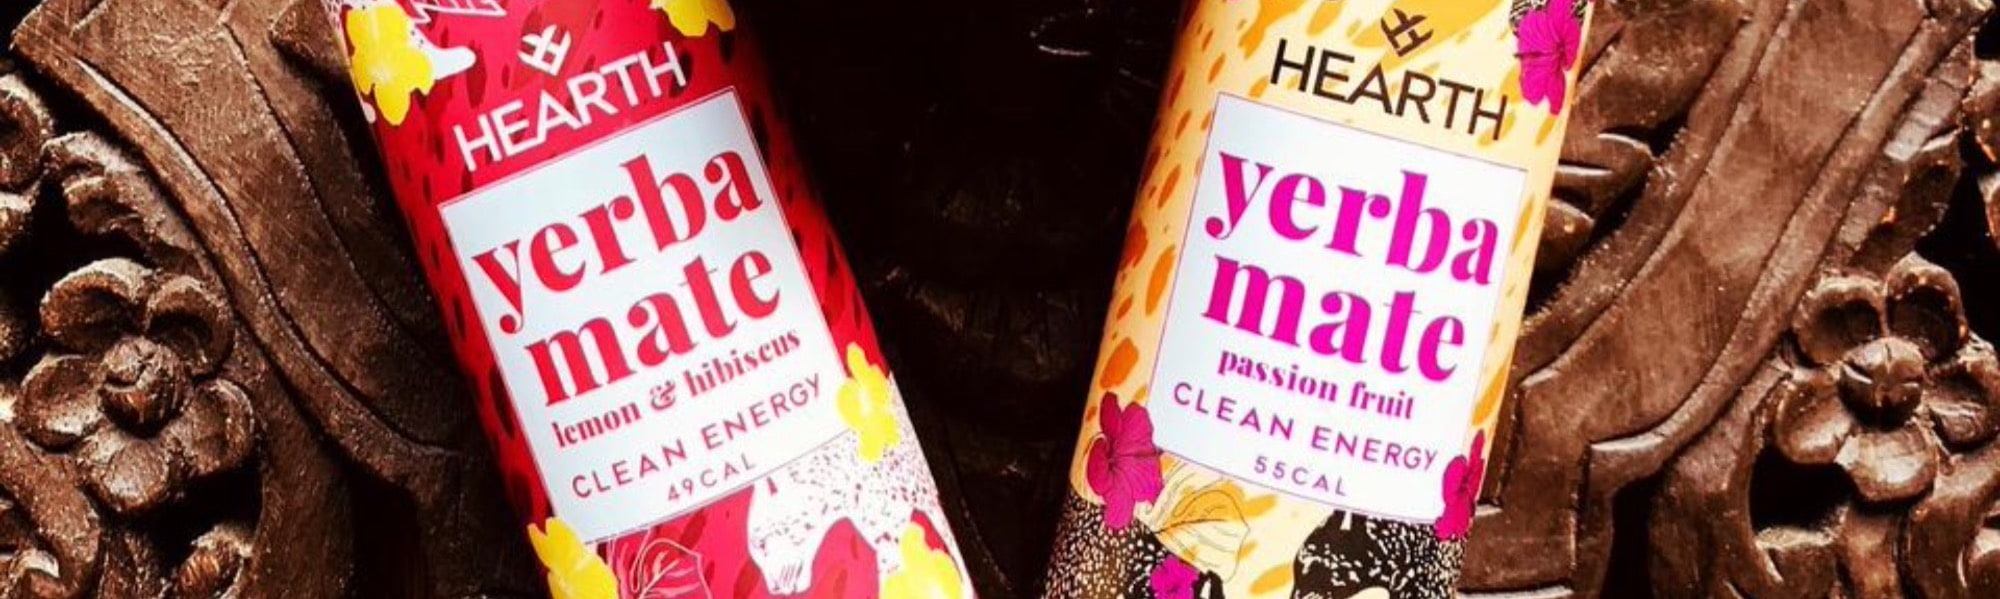 HEARTH
yerba
mate
lemon & hibiscus
CLEAN ENERGY
49CAL
HEARTH
yerba
mate
passion fruit
CLEAN ENERGY
55CAL